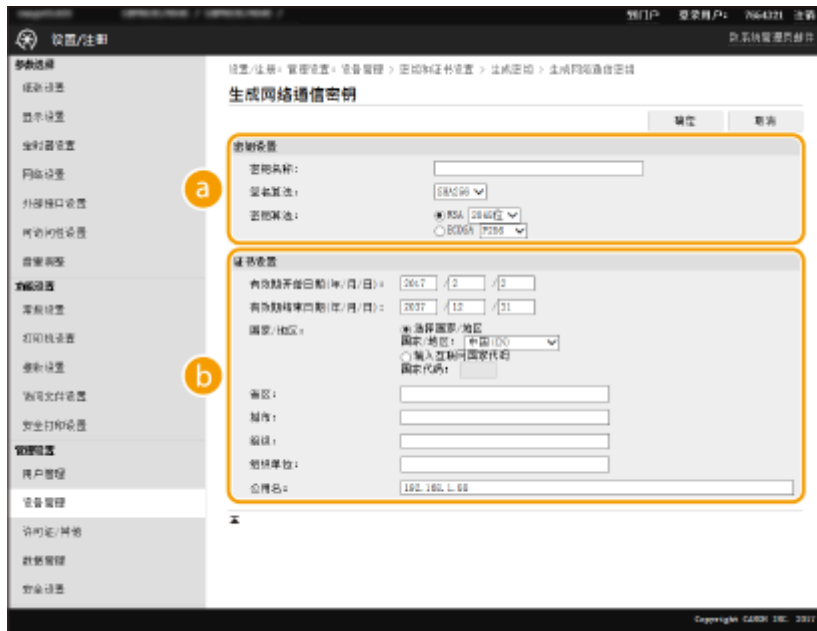 到门户 登录用户: 7654321 注销
设置/注册
致系统管理员邮件
参数选择
纸张设置
显示设置
定时器设置
网络设置
外部接口设置
可访问性设置
音量调整
功能设置
常规设置
打印机设置
接收设置
访问文件设置
安全打印设置
管理设置
用户管理
设备管理
许可证/其他
数据管理
安全设置
设置/注册: 管理设置: 设备管理 > 密钥和证书设置 > 生成密钥 > 生成网络通信密钥
生成网络通信密钥
确定 取消
a
密钥设置
密钥名称:
签名算法: SHA256
密钥算法: RSA 2048位
ECDSA P256
b
证书设置
有效期开始日期(年/月/日): 2017 /2 /2
有效期结束日期(年/月/日): 2037 /12 /31
国家/地区: 选择国家/地区
国家/地区: 中国(CN)
输入互联网国家代码
国家代码:
省区:
城市:
组织:
组织单位:
公用名: 192.168.1.88
Copyright CANON INC. 2017